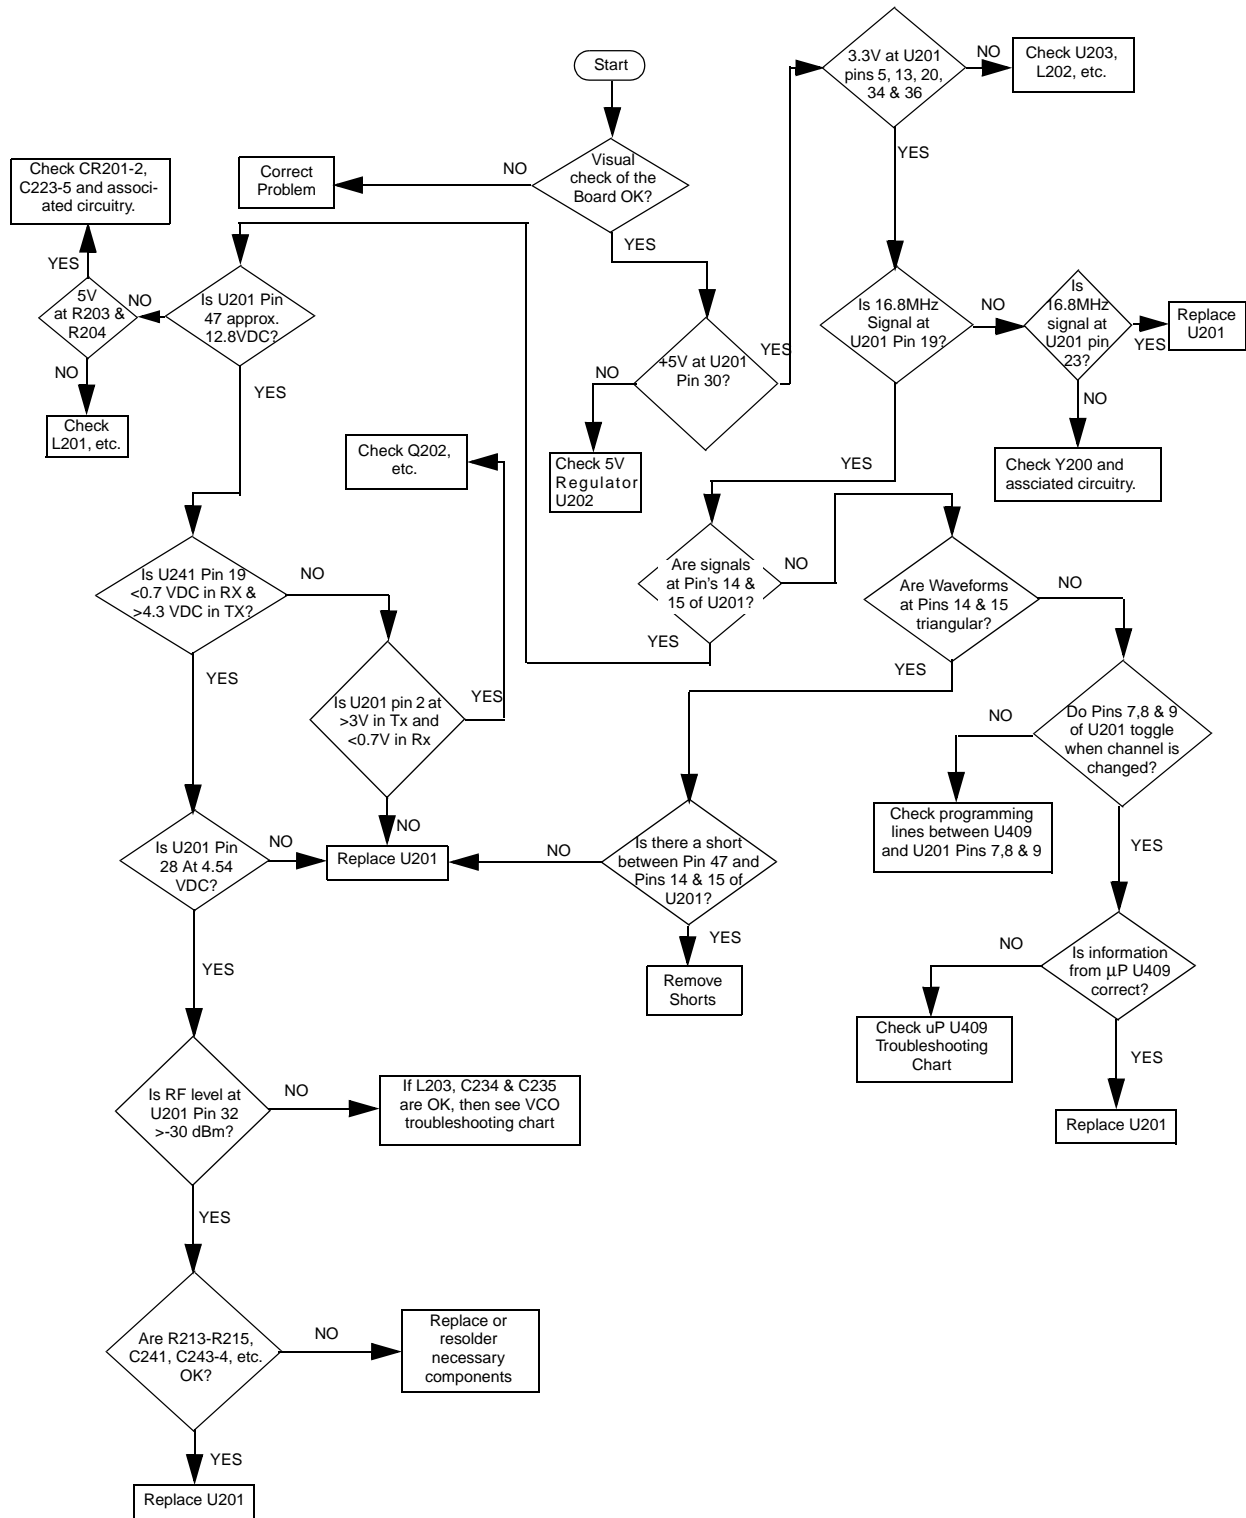 Start
Visual
check of the
Board OK?
NO
Correct
Problem
YES
+5V at U201
Pin 30?
NO
Check 5V
Regulator
U202
YES
3.3V at U201
pins 5, 13, 20,
34 & 36
NO
Check U203,
L202, etc.
YES
Is 16.8MHz
Signal at
U201 Pin 19?
NO
Is
16.8MHz
signal at
U201 pin
23?
YES
Replace
U201
NO
Check Y200 and
assciated circuitry.
YES
Are signals
at Pin's 14 &
15 of U201?
NO
Are Waveforms
at Pins 14 & 15
triangular?
NO
Do Pins 7,8 & 9
of U201 toggle
when channel is
changed?
NO
Check programming
lines between U409
and U201 Pins 7,8 & 9
YES
Is information
from µP U409
correct?
NO
Check uP U409
Troubleshooting
Chart
YES
Replace U201
YES
Is there a short
between Pin 47 and
Pins 14 & 15 of
U201?
NO
YES
Remove
Shorts
YES
Is U201 Pin
47 approx.
12.8VDC?
NO
5V
at R203 &
R204
YES
Check CR201-2,
C223-5 and associ-
ated circuitry.
NO
Check
L201, etc.
YES
Is U241 Pin 19
<0.7 VDC in RX &
>4.3 VDC in TX?
NO
Is U201 pin 2 at
>3V in Tx and
<0.7V in Rx
YES
Check Q202,
etc.
NO
Replace U201
YES
Is U201 Pin
28 At 4.54
VDC?
NO
YES
Is RF level at
U201 Pin 32
>-30 dBm?
NO
If L203, C234 & C235
are OK, then see VCO
troubleshooting chart
YES
Are R213-R215,
C241, C243-4, etc.
OK?
NO
Replace or
resolder
necessary
components
YES
Replace U201